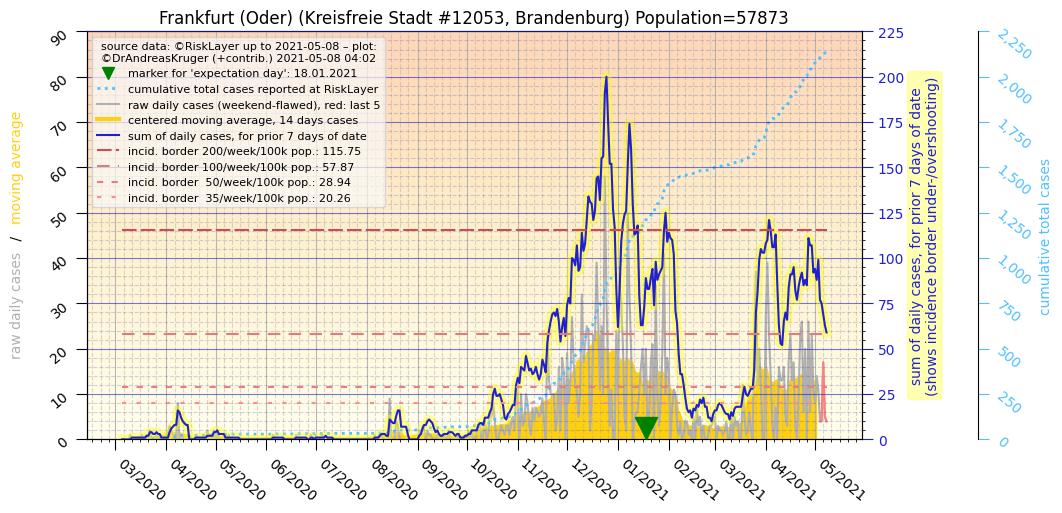 Frankfurt (Oder) (Kreisfreie Stadt #12053, Brandenburg) Population=57873
source data: ©RiskLayer up to 2021-05-08 – plot:
©DrAndreasKruger (+contrib.) 2021-05-08 04:02
marker for 'expectation day': 18.01.2021
cumulative total cases reported at RiskLayer
raw daily cases (weekend-flawed), red: last 5
centered moving average, 14 days cases
sum of daily cases, for prior 7 days of date
incid. border 200/week/100k pop.: 115.75
incid. border 100/week/100k pop.: 57.87
incid. border  50/week/100k pop.: 28.94
incid. border  35/week/100k pop.: 20.26
raw daily cases  /  moving average
90
80
70
60
50
40
30
20
10
0
03/2020
04/2020
05/2020
06/2020
07/2020
08/2020
09/2020
10/2020
11/2020
12/2020
01/2021
02/2021
03/2021
04/2021
05/2021
225
200
175
150
125
100
75
50
25
0
sum of daily cases, for prior 7 days of date
(shows incidence border under-/overshooting)
2,250
2,000
1,750
1,500
1,250
1,000
750
500
250
0
cumulative total cases